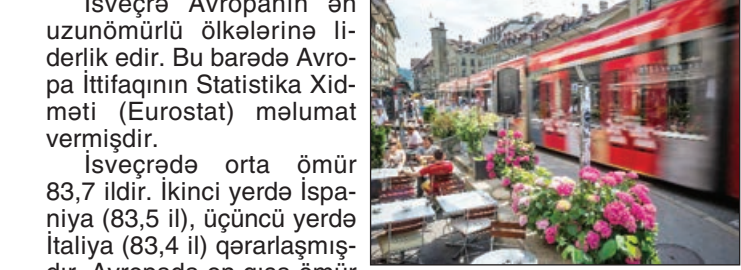 İsveçrə Avropanın ən
uzunömürlü ölkələrinə li-
derlik edir. Bu barədə Avro-
pa İttifaqının Statistika Xid-
məti (Eurostat) məlumat
vermişdir.
İsveçrədə orta ömür
83,7 ildir. İkinci yerdə İspa-
niya (83,5 il), üçüncü yerdə
İtaliya (83,4 il) qərarlaşmış-
dır. Avropada ən qısa ömür